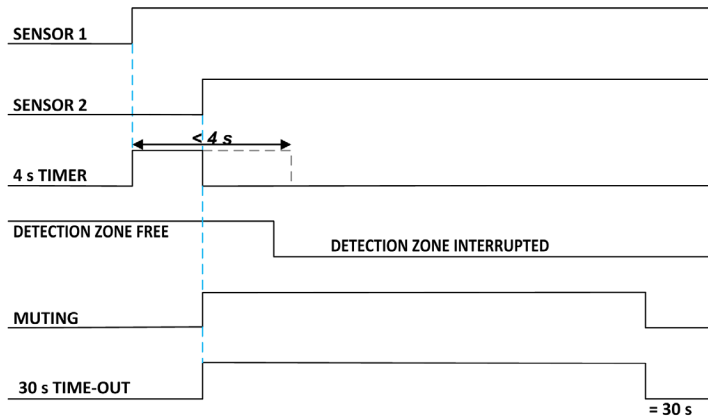 SENSOR 1
SENSOR 2
< 4 s
4 s TIMER
DETECTION ZONE FREE
DETECTION ZONE INTERRUPTED
MUTING
30 s TIME-OUT
= 30 s